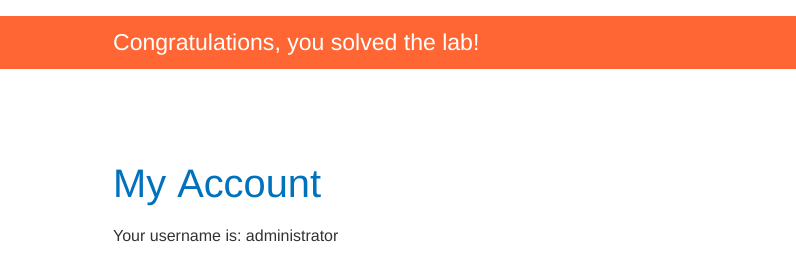 Congratulations, you solved the lab!
My Account
Your username is: administrator